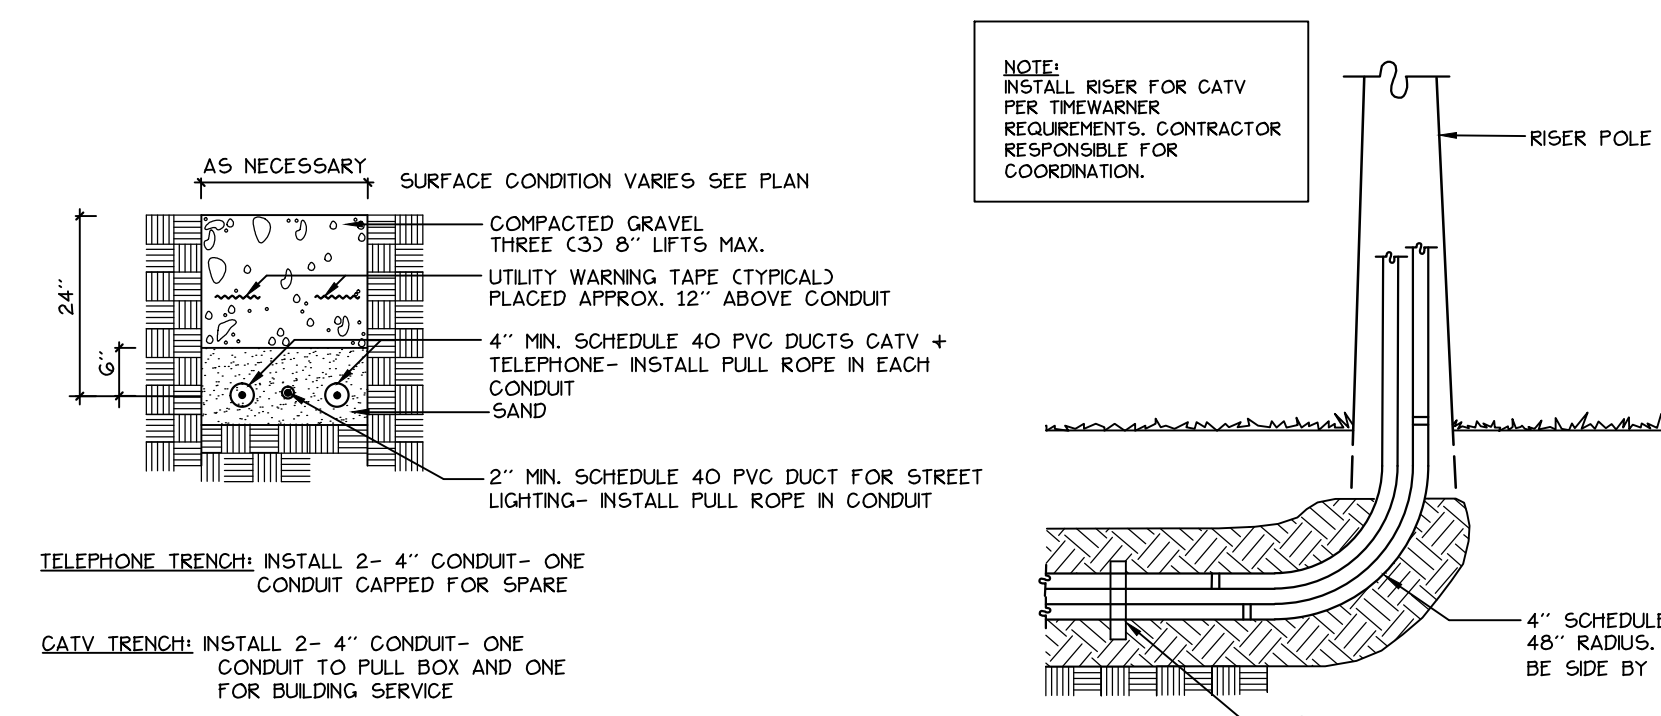 AS NECESSARY
SURFACE CONDITION VARIES SEE PLAN
COMPACTED GRAVEL
THREE (3) 8'' LIFTS MAX.
UTILITY WARNING TAPE (TYPICAL)
PLACED APPROX. 12'' ABOVE CONDUIT
24''
6''
4'' MIN. SCHEDULE 40 PVC DUCTS CATV +
TELEPHONE- INSTALL PULL ROPE IN EACH
CONDUIT
SAND
2'' MIN. SCHEDULE 40 PVC DUCT FOR STREET
LIGHTING- INSTALL PULL ROPE IN CONDUIT
TELEPHONE TRENCH: INSTALL 2- 4'' CONDUIT- ONE
CONDUIT CAPPED FOR SPARE
CATV TRENCH: INSTALL 2- 4'' CONDUIT- ONE
CONDUIT TO PULL BOX AND ONE
FOR BUILDING SERVICE
NOTE:
INSTALL RISER FOR CATV
PER TIMEWARNER
REQUIREMENTS. CONTRACTOR
RESPONSIBLE FOR
COORDINATION.
RISER POLE
4'' SCHEDULE
48'' RADIUS.
BE SIDE BY